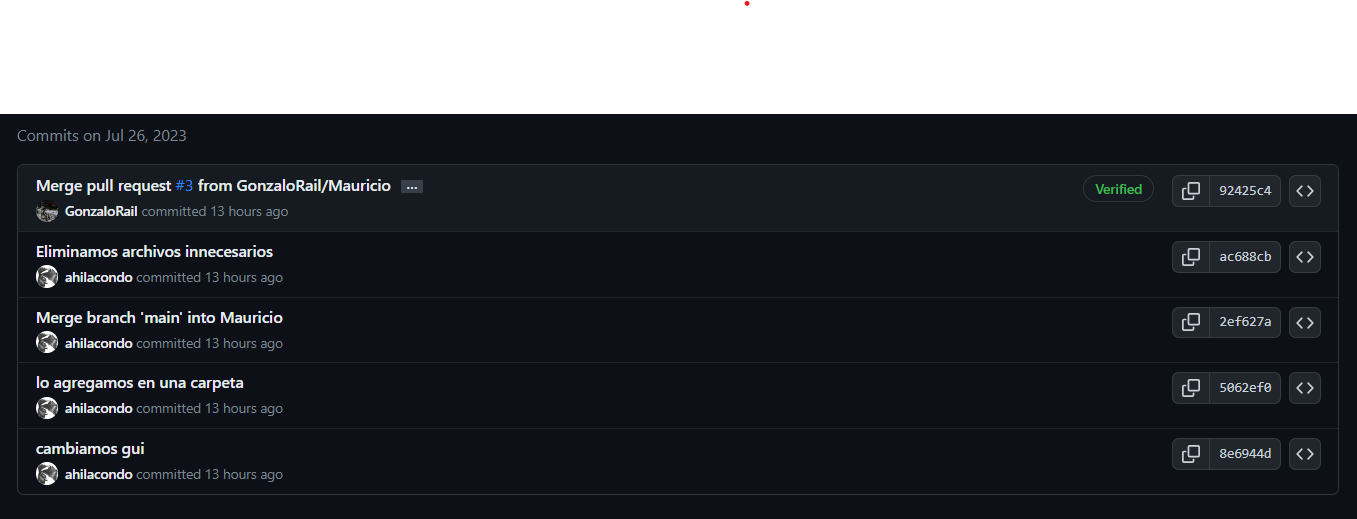 Commits on Jul 26, 2023
Merge pull request #3 from GonzaloRail/Mauricio ...
Verified
92425c4
GonzaloRail committed 13 hours ago
Eliminamos archivos innecesarios
ac688cb
ahilacondo committed 13 hours ago
Merge branch 'main' into Mauricio
2ef627a
ahilacondo committed 13 hours ago
lo agregamos en una carpeta
5062ef0
ahilacondo committed 13 hours ago
cambiamos gui
8e6944d
ahilacondo committed 13 hours ago